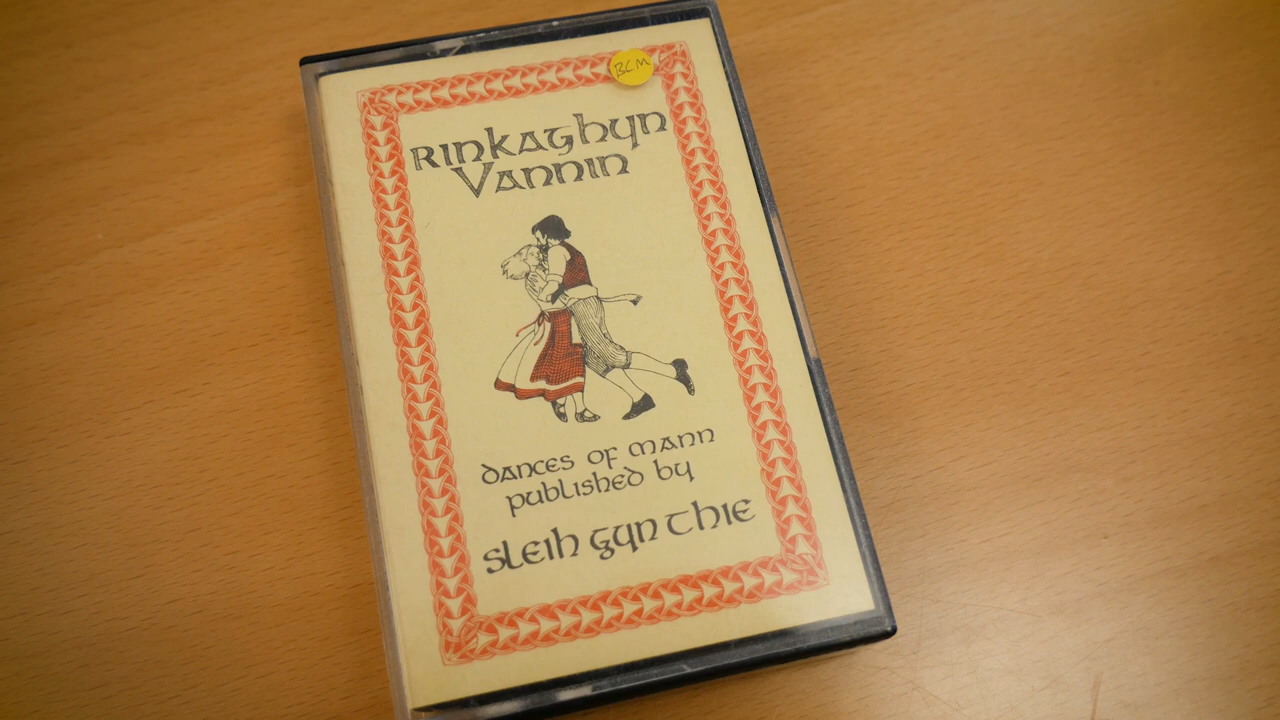 BCM
RINKAGHYN
VANNIN
DANCES OF MANN
PUBLISHED BY
SLEIH GYN THIE